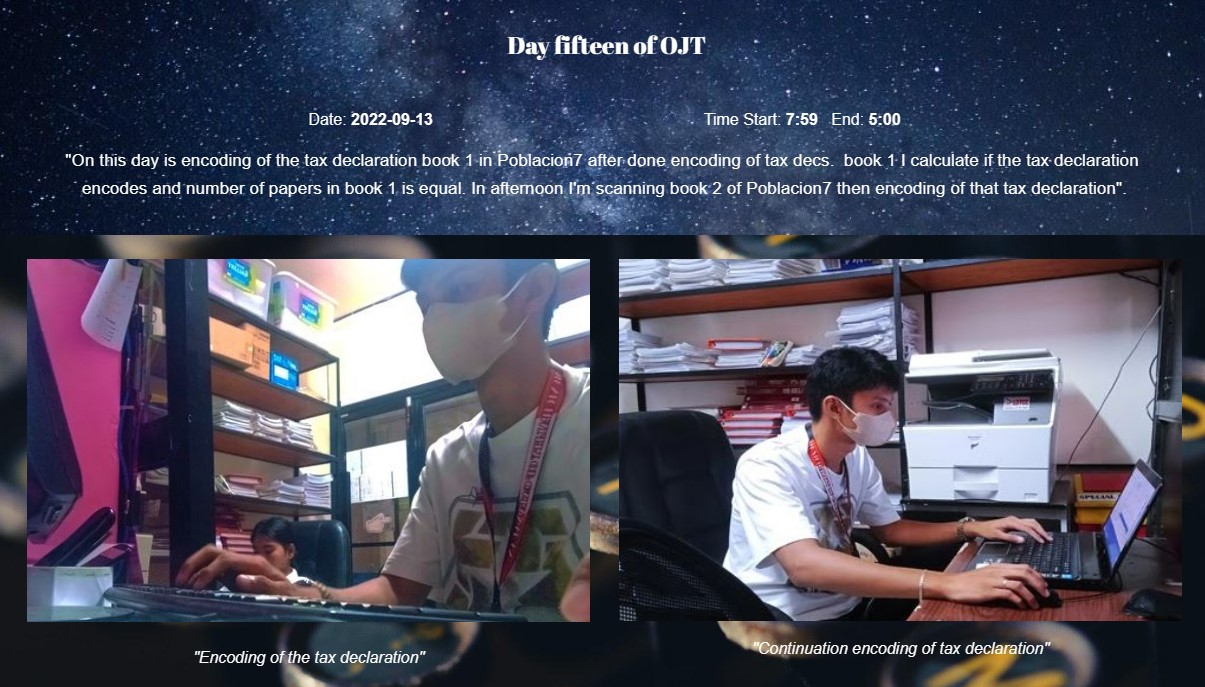 Day fifteen of OJT
Date: 2022-09-13 Time Start: 7:59 End: 5:00
"On this day is encoding of the tax declaration book 1 in Poblacion7 after done encoding of tax decs.  book 1 I calculate if the tax declaration
encodes and number of papers in book 1 is equal. In afternoon I'm scanning book 2 of Poblacion7 then encoding of that tax declaration".
SPECIAL
"Encoding of the tax declaration"
"Continuation encoding of tax declaration"